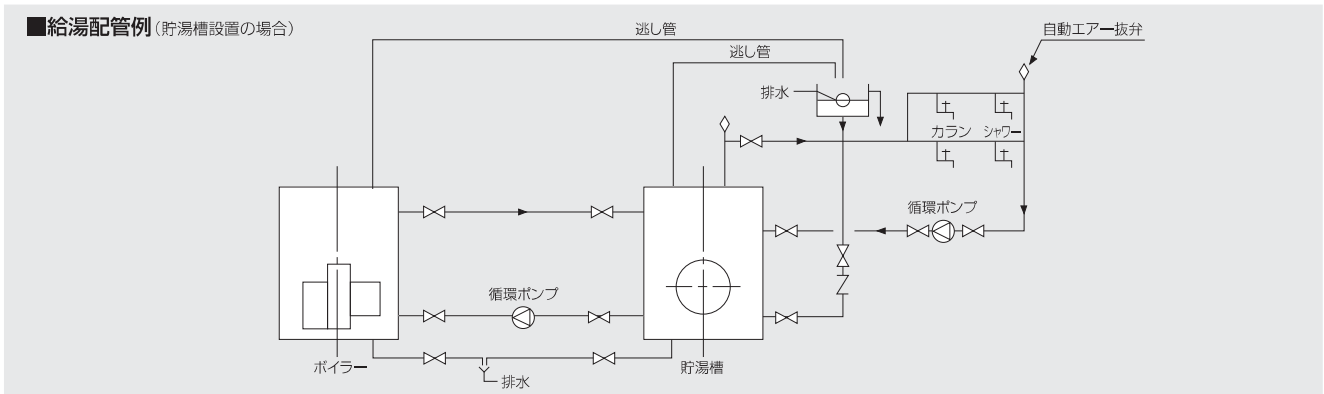 ■給湯配管例(貯湯槽設置の場合)
逃し管
自動エアー抜弁
逃し管
排水
カラン シャワー
循環ポンプ
循環ポンプ
ボイラー
貯湯槽
排水